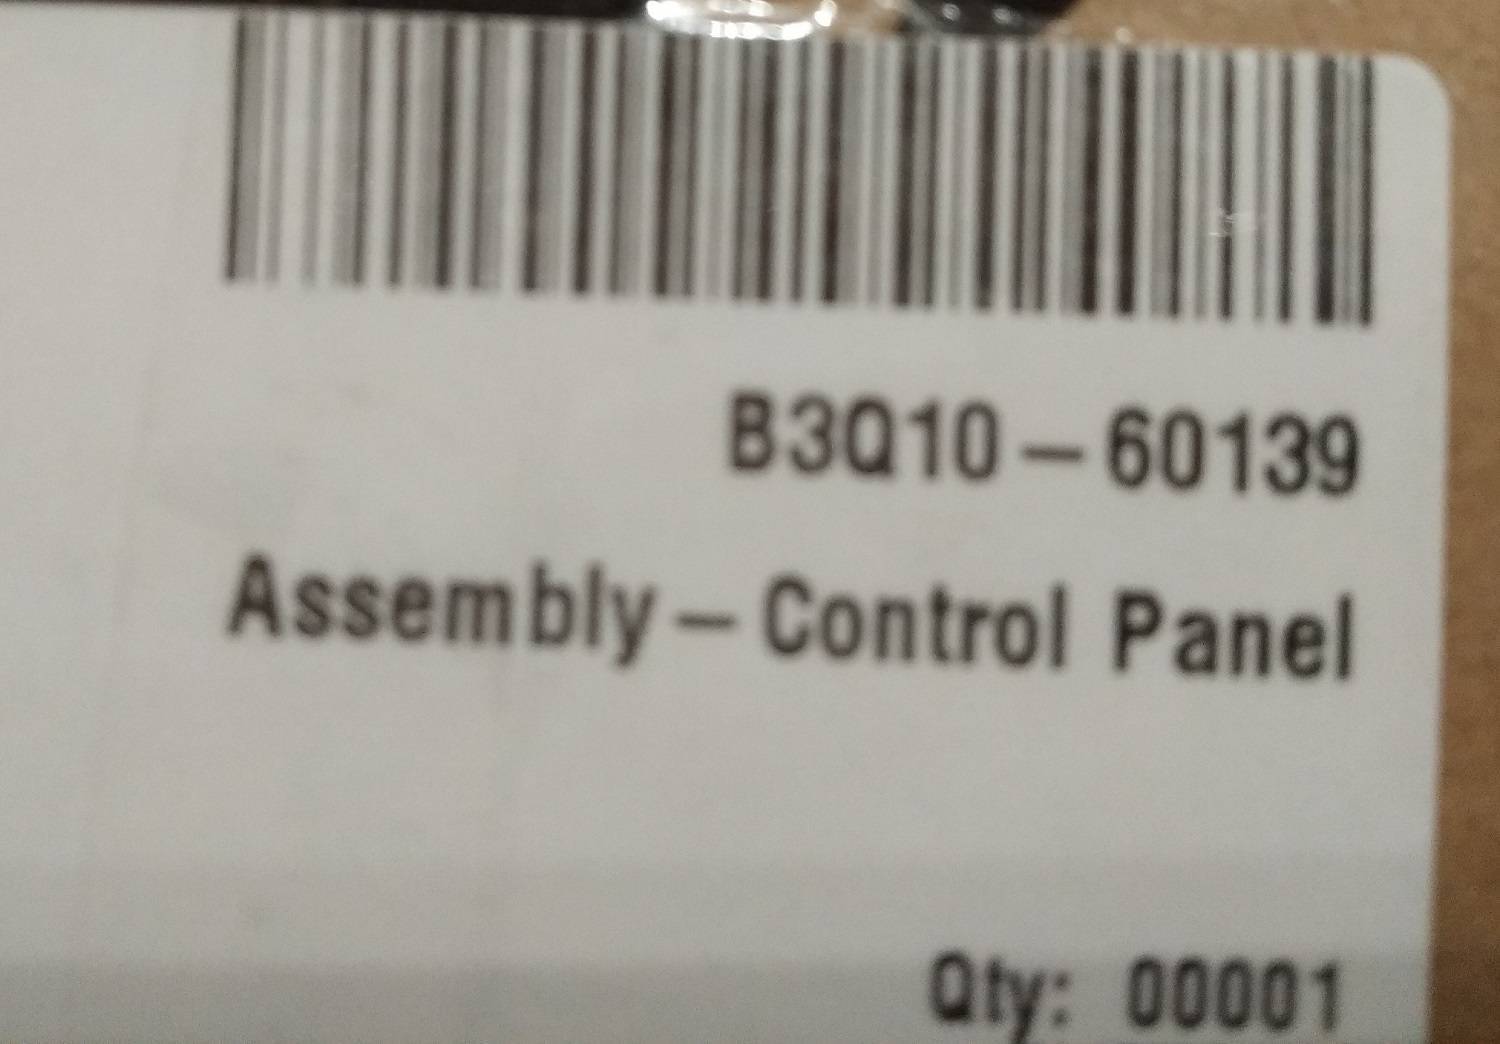 B3Q10-60139
Assembly-Control Panel
Qty: 00001